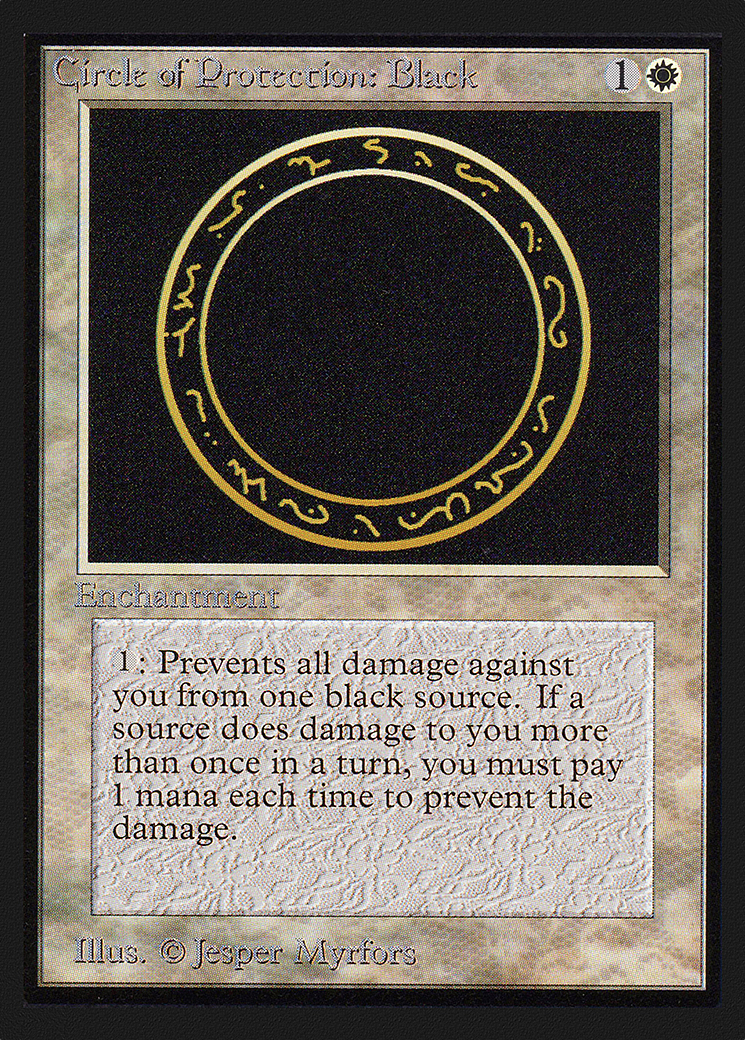 Circle of Protection: Black 1
Enchantment
1: Prevents all damage against
you from one black source. If a
source does damage to you more
than once in a turn, you must pay
1 mana each time to prevent the
damage.
Illus. © Jesper Myrfors